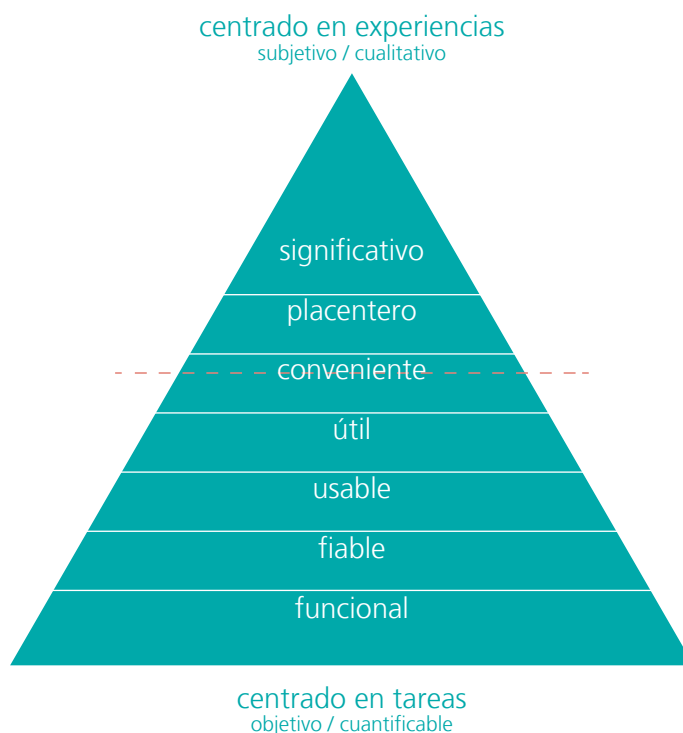 centrado en experiencias
subjetivo / cualitativo
significativo
placentero
conveniente
útil
usable
fiable
funcional
centrado en tareas
objetivo / cuantificable